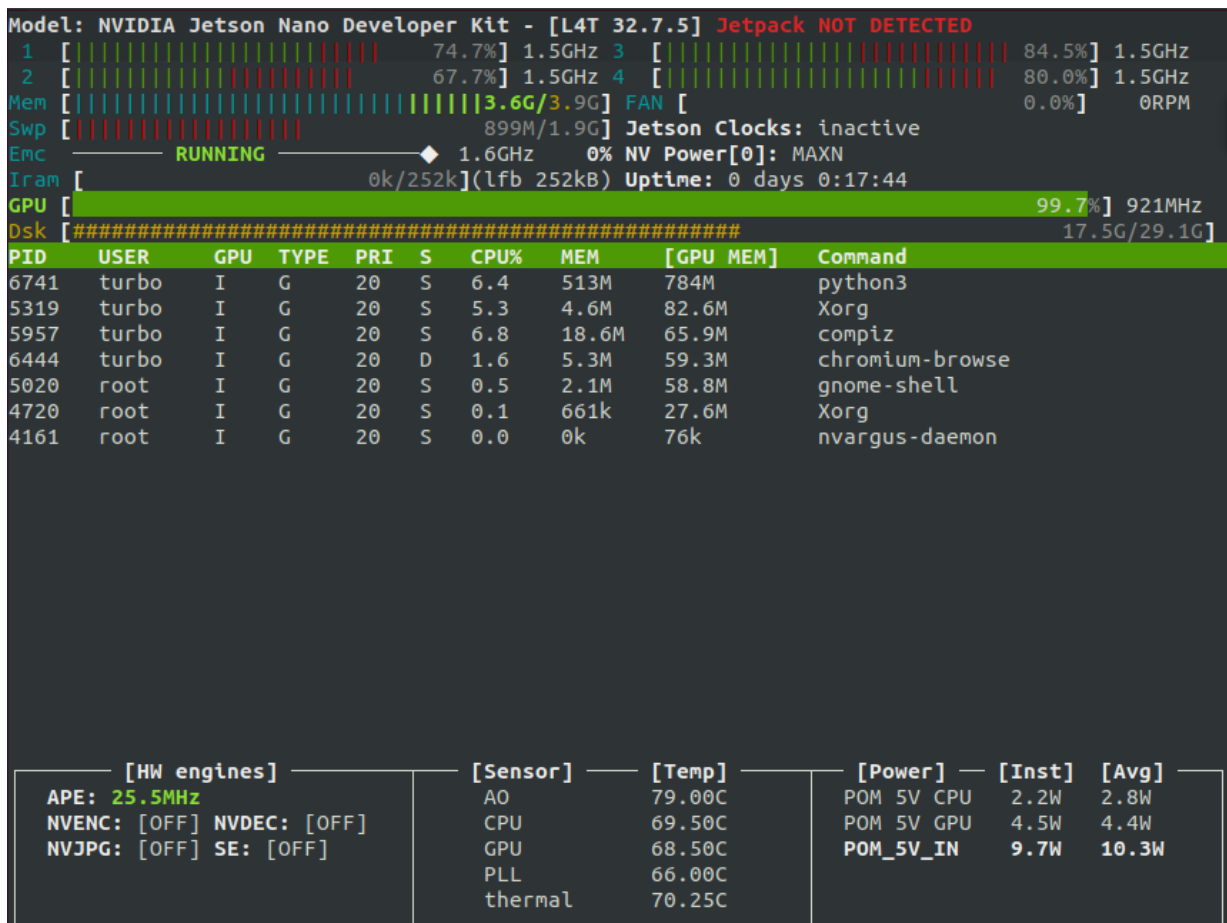 Model: NVIDIA Jetson Nano Developer Kit - [L4T 32.7.5] Jetpack NOT DETECTED
1 [||||||||||||||||||||||||74.7%] 1.5GHz 3 [|||||||||||||||||||||||||||84.5%] 1.5GHz
2 [||||||||||||||||||||||67.7%] 1.5GHz 4 [||||||||||||||||||||||||||80.0%] 1.5GHz
Mem [||||||||||||||||||||||||||||||||3.6G/3.9G] FAN [ 0.0%] 0RPM
Swp [||||||||||||||||||899M/1.9G] Jetson Clocks: inactive
Emc RUNNING 1.6GHz 0% NV Power[0]: MAXN
Iram [ 0k/252k](lfb 252kB) Uptime: 0 days 0:17:44
GPU [ 99.7%] 921MHz
Dsk [#################################################### 17.5G/29.1G]
PID USER GPU TYPE PRI S CPU% MEM [GPU MEM] Command
6741 turbo I G 20 S 6.4 513M 784M python3
5319 turbo I G 20 S 5.3 4.6M 82.6M Xorg
5957 turbo I G 20 S 6.8 18.6M 65.9M compiz
6444 turbo I G 20 D 1.6 5.3M 59.3M chromium-browse
5020 root I G 20 S 0.5 2.1M 58.8M gnome-shell
4720 root I G 20 S 0.1 661k 27.6M Xorg
4161 root I G 20 S 0.0 0k 76k nvargus-daemon
[HW engines] [Sensor] [Temp] [Power] [Inst] [Avg]
APE: 25.5MHz AO 79.00C POM 5V CPU 2.2W 2.8W
NVENC: [OFF] NVDEC: [OFF] CPU 69.50C POM 5V GPU 4.5W 4.4W
NVJPG: [OFF] SE: [OFF] GPU 68.50C POM_5V_IN 9.7W 10.3W
PLL 66.00C
thermal 70.25C